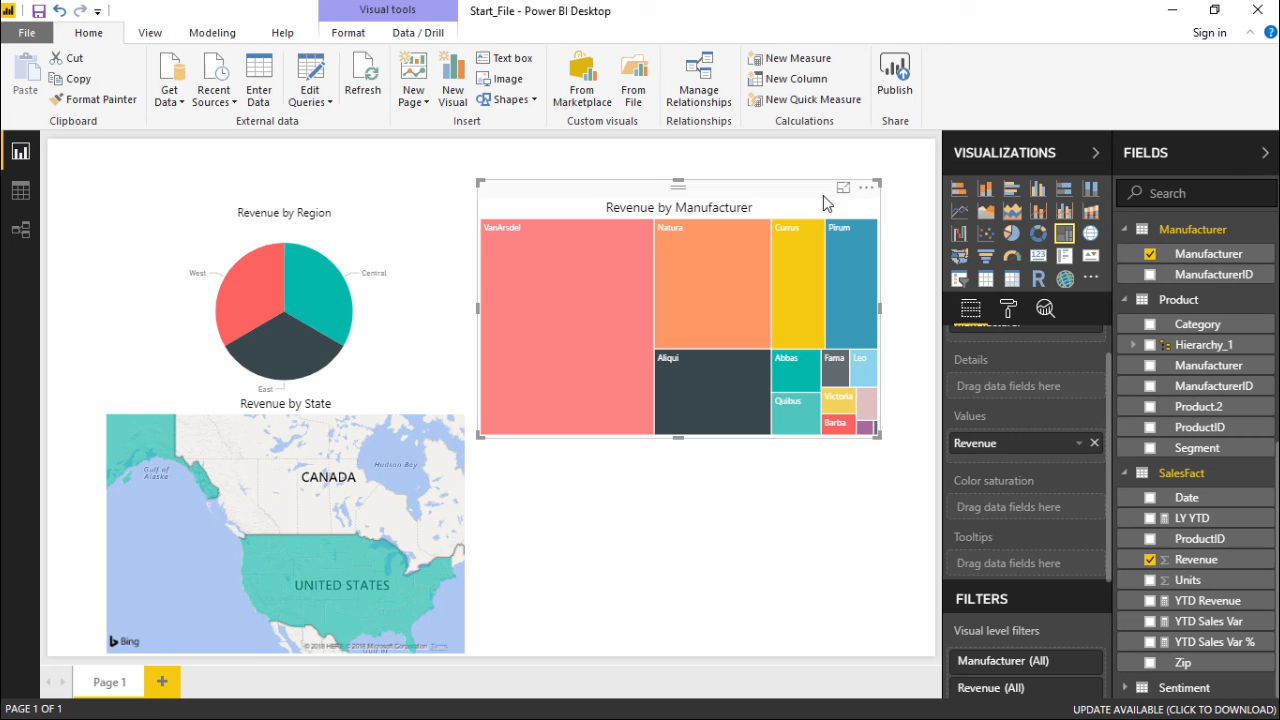 Visual tools
Start_File - Power BI Desktop
File
Home
View
Modeling
Help
Format
Data / Drill
Sign in
Paste
Cut
Copy
Format Painter
Clipboard
Get Data
Recent Sources
Enter Data
Edit Queries
Refresh
External data
New Page
New Visual
Text box
Image
Shapes
Insert
From Marketplace
From File
Custom visuals
Manage Relationships
Relationships
New Measure
New Column
New Quick Measure
Calculations
Publish
Share
Revenue by Region
West
Central
East
Revenue by State
Gulf of Alaska
CANADA
Hudson Bay
UNITED STATES
Bing
© 2018 HERE, © 2018 Microsoft Corporation Terms
Revenue by Manufacturer
VanArsdel
Natura
Currus
Pirum
Aliqui
Abbas
Fama
Leo
Quibus
Victoria
Barba
VISUALIZATIONS
R
Details
Drag data fields here
Values
Revenue
Color saturation
Drag data fields here
Tooltips
Drag data fields here
FILTERS
Visual level filters
Manufacturer (All)
Revenue (All)
FIELDS
Search
Manufacturer
Manufacturer
ManufacturerID
Product
Category
Hierarchy_1
Manufacturer
ManufacturerID
Product.2
ProductID
Segment
SalesFact
Date
LY YTD
ProductID
Revenue
Units
YTD Revenue
YTD Sales Var
YTD Sales Var %
Zip
Sentiment
Page 1
PAGE 1 OF 1
UPDATE AVAILABLE (CLICK TO DOWNLOAD)